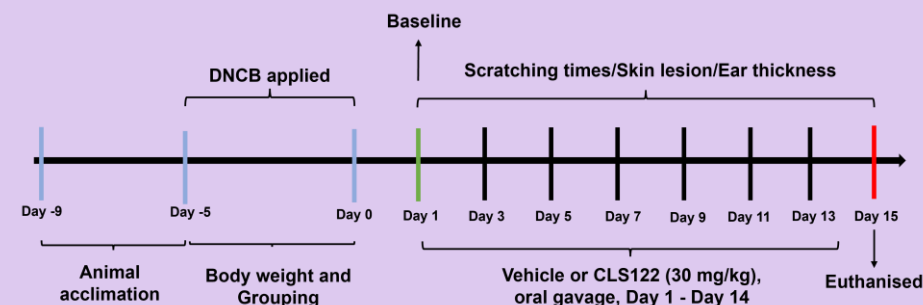 Baseline
DNCB applied
Scratching times/Skin lesion/Ear thickness
Day -9
Day -5
Day 0
Day 1
Day 3
Day 5
Day 7
Day 9
Day 11
Day 13
Day 15
Animal
acclimation
Body weight and
Grouping
Vehicle or CLS122 (30 mg/kg),
oral gavage, Day 1 - Day 14
Euthanised